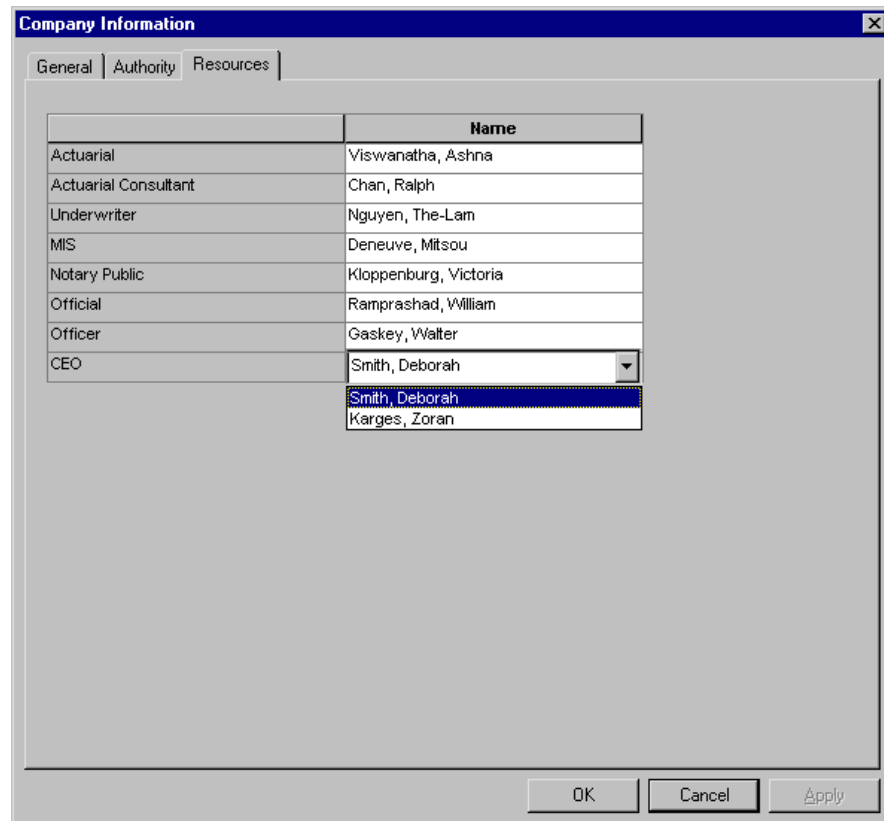 Company Information
General Authority Resources
Name
Actuarial Viswanatha, Ashna
Actuarial Consultant Chan, Ralph
Underwriter Nguyen, The-Lam
MIS Deneuve, Mitsou
Notary Public Kloppenburg, Victoria
Official Ramprashad, William
Officer Gaskey, Walter
CEO Smith, Deborah
Smith, Deborah
Karges, Zoran
OK Cancel Apply